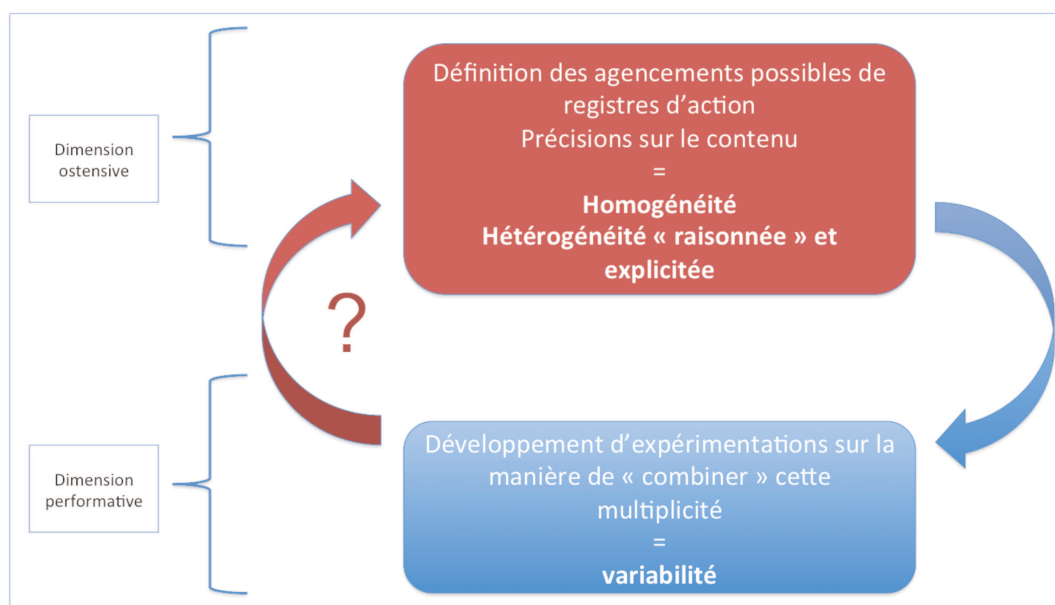 Dimension
ostensive
Définition des agencements possibles de
registres d'action
Précisions sur le contenu
=
Homogénéité
Hétérogénéité « raisonnée » et
explicitée
?
Dimension
performative
Développement d'expérimentations sur la
manière de « combiner » cette
multiplicité
=
variabilité